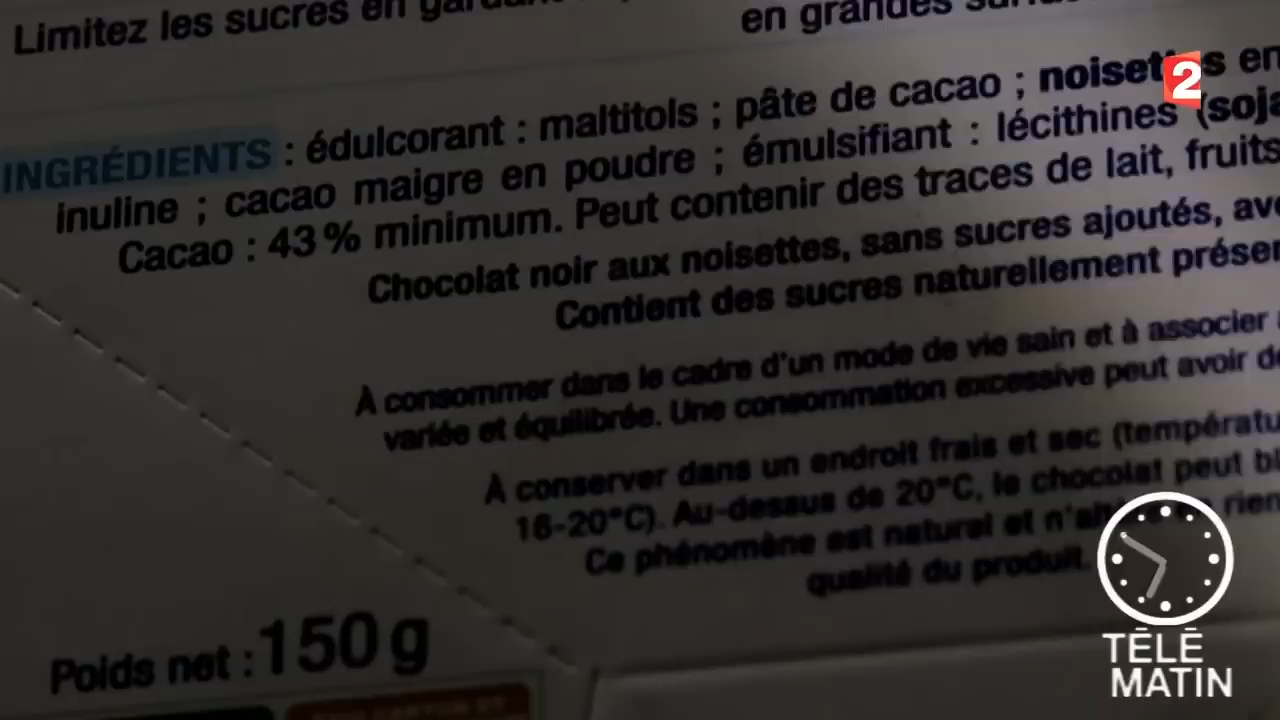 Limitez les sucres en
en grandes
INGRÉDIENTS : édulcorant : maltitols ; pâte de cacao ; noisettes en
inuline ; cacao maigre en poudre ; émulsifiant : lécithines (soja
Cacao : 43 % minimum. Peut contenir des traces de lait, fruits
Chocolat noir aux noisettes, sans sucres ajoutés, ave
Contient des sucres naturellement présen
À consommer dans le cadre d'un mode de vie sain et à associer
variée et équilibrée. Une consommation excessive peut avoir de
À conserver dans un endroit frais et sec (températu
16-20°C). Au-dessus de 20°C, le chocolat peut bl
Ce phénomène est naturel et n'altère en rien
qualité du produit.
Poids net : 150 g
2
TÉLÉ
MATIN